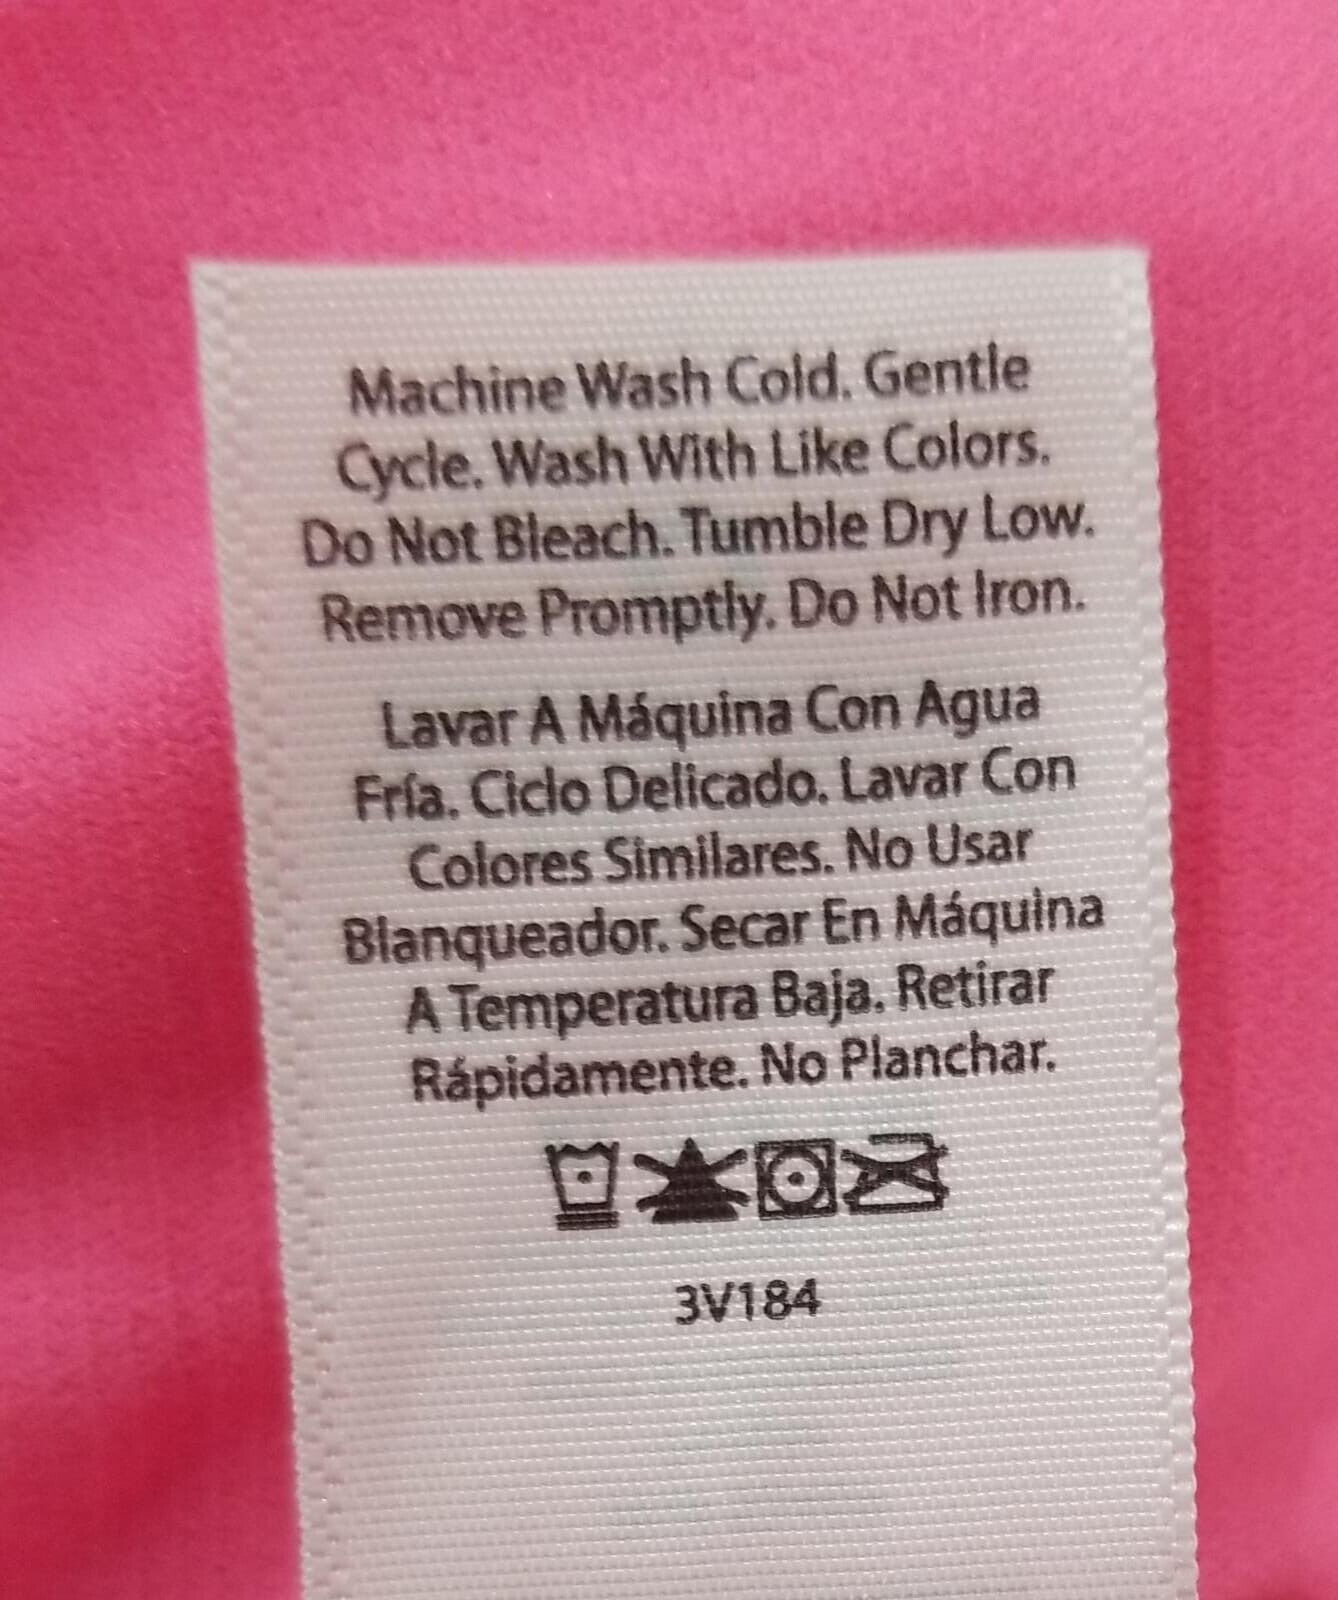 Machine Wash Cold. Gentle
Cycle. Wash With Like Colors.
Do Not Bleach. Tumble Dry Low.
Remove Promptly. Do Not Iron.
Lavar A Máquina Con Agua
Fría. Ciclo Delicado. Lavar Con
Colores Similares. No Usar
Blanqueador. Secar En Máquina
A Temperatura Baja. Retirar
Rápidamente. No Planchar.
3V184